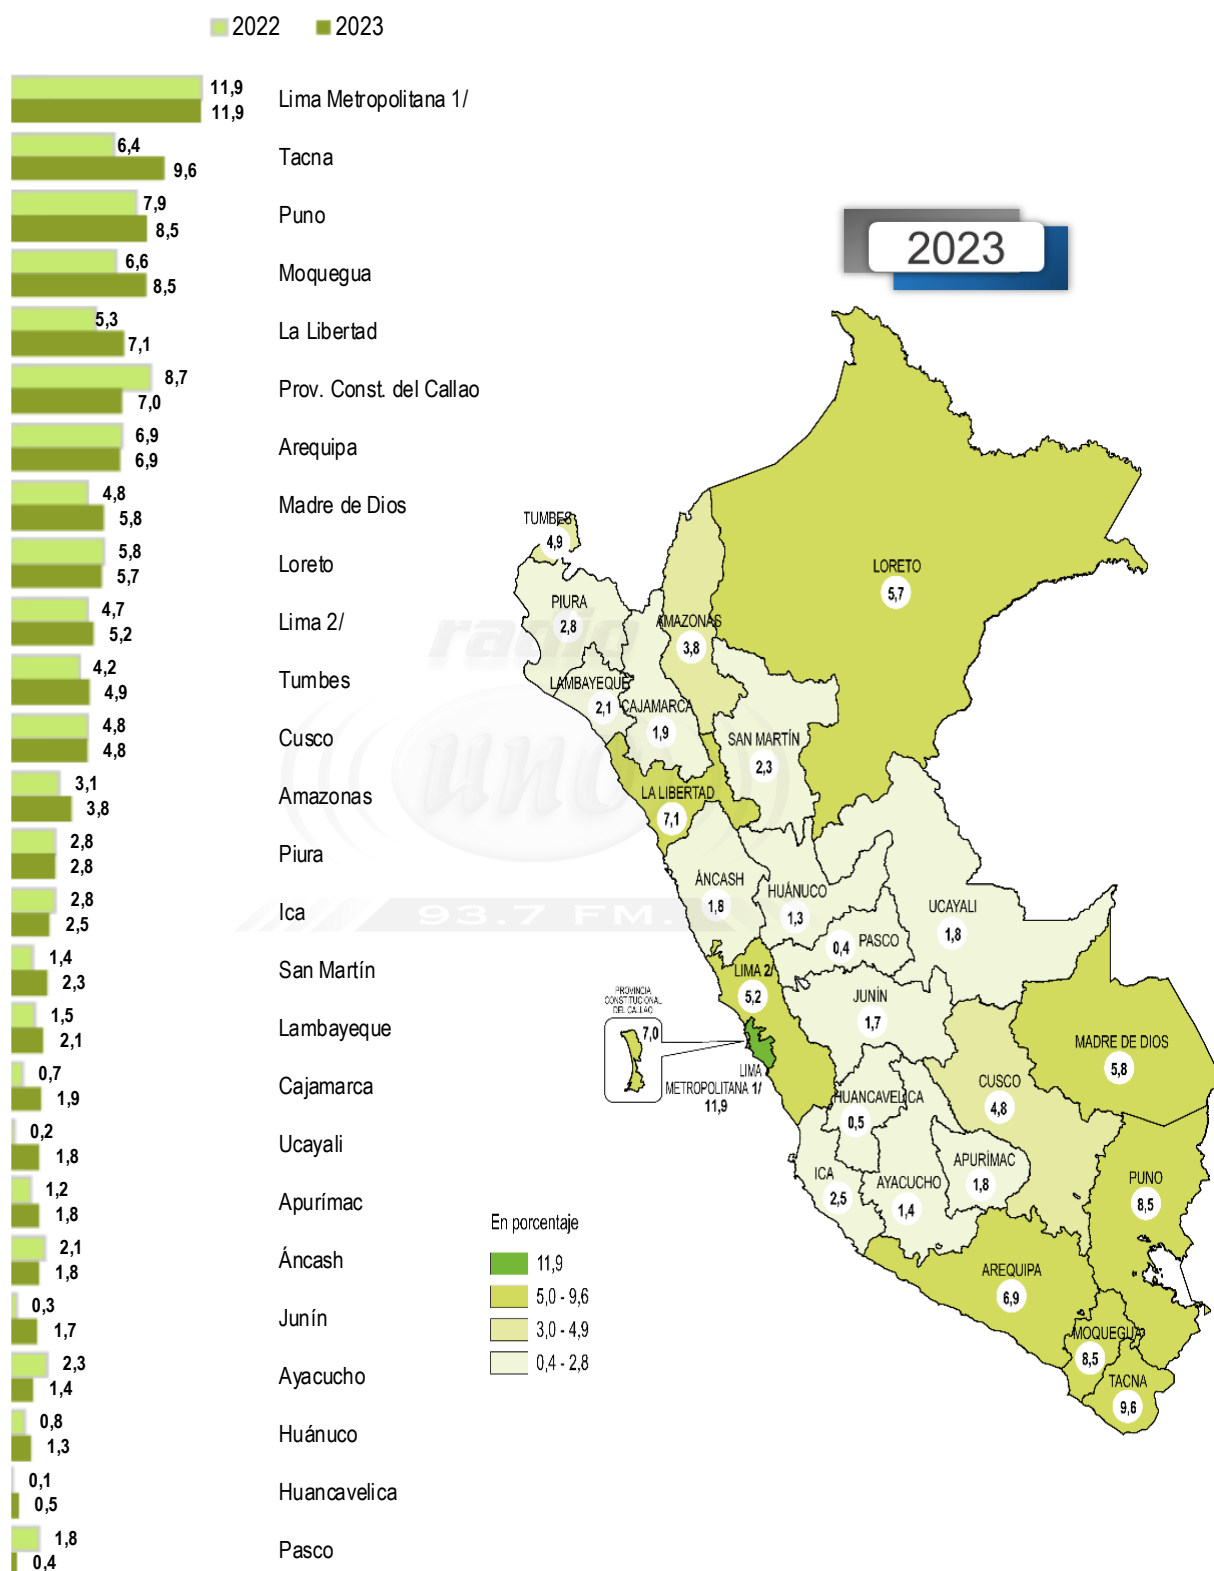 2022 2023
11,9
11,9
Lima Metropolitana 1/
6,4
9,6
Tacna
7,9
8,5
Puno
6,6
8,5
Moquegua
5,3
7,1
La Libertad
8,7
7,0
Prov. Const. del Callao
6,9
6,9
Arequipa
4,8
5,8
Madre de Dios
5,8
5,7
Loreto
4,7
5,2
Lima 2/
4,2
4,9
Tumbes
4,8
4,8
Cusco
3,1
3,8
Amazonas
2,8
2,8
Piura
2,8
2,5
Ica
1,4
2,3
San Martín
1,5
2,1
Lambayeque
0,7
1,9
Cajamarca
0,2
1,8
Ucayali
1,2
1,8
Apurímac
2,1
1,8
Áncash
0,3
1,7
Junín
2,3
1,4
Ayacucho
0,8
1,3
Huánuco
0,1
0,5
Huancavelica
1,8
0,4
Pasco
2023
TUMBES
4,9
LORETO
5,7
PIURA
2,8
AMAZONAS
3,8
LAMBAYEQUE
2,1
CAJAMARCA
1,9
SAN MARTÍN
2,3
LA LIBERTAD
7,1
ÁNCASH
1,8
HUÁNUCO
1,3
UCAYALI
1,8
PASCO
0,4
LIMA 2/
5,2
JUNÍN
1,7
PROVINCIA
CONSTITUCIONAL
DEL CALLAO
7,0
LIMA
METROPOLITANA 1/
11,9
MADRE DE DIOS
5,8
HUANCAVELICA
0,5
CUSCO
4,8
ICA
2,5
AYACUCHO
1,4
APURÍMAC
1,8
PUNO
8,5
AREQUIPA
6,9
MOQUEGUA
8,5
TACNA
9,6
En porcentaje
11,9
5,0 - 9,6
3,0 - 4,9
0,4 - 2,8
radio
uno
93.7 FM.